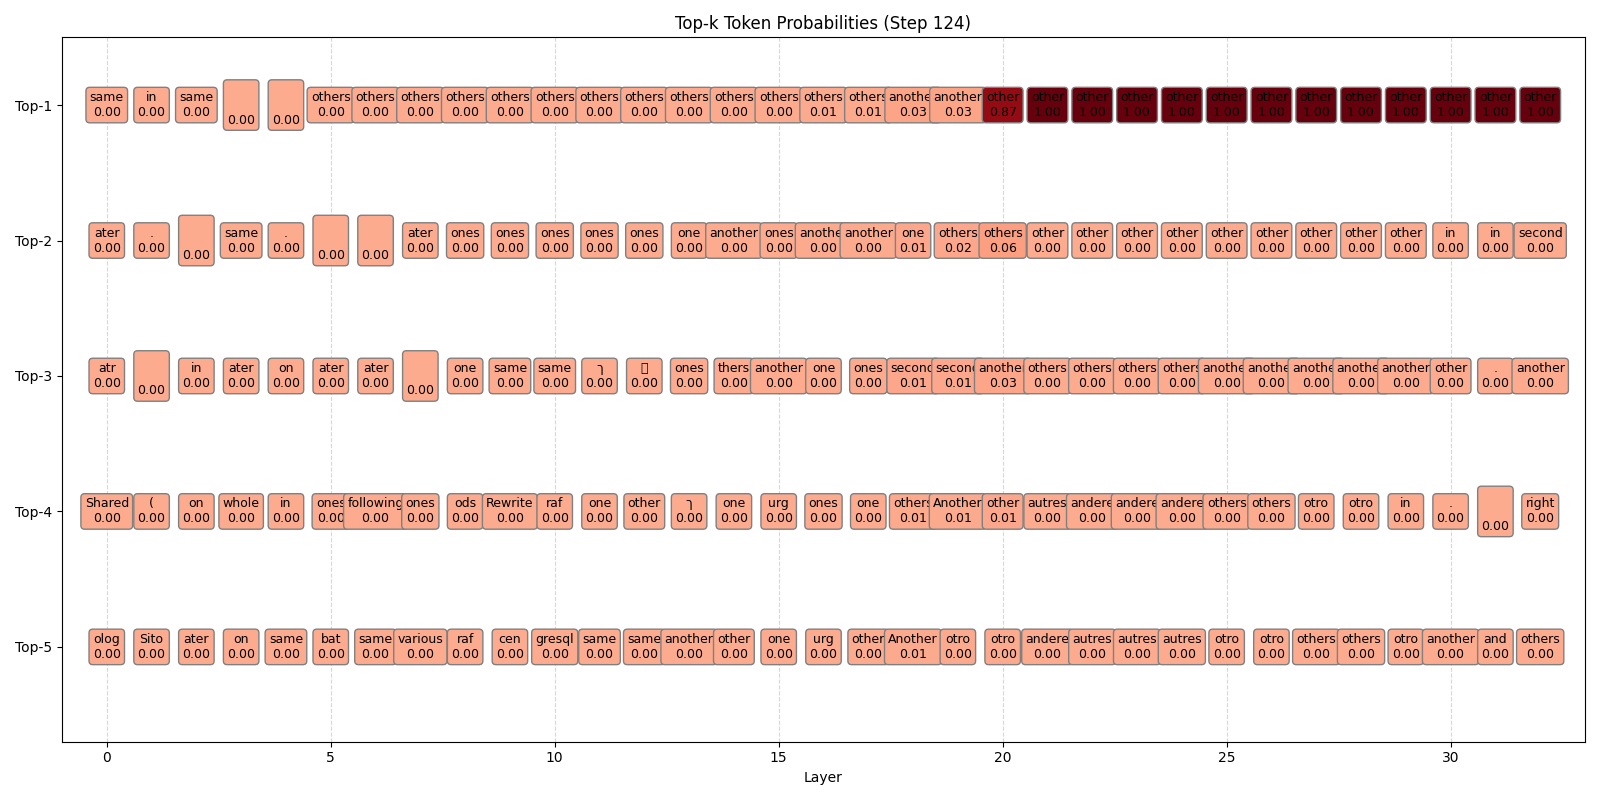 Top-k Token Probabilities (Step 124)
Top-1
same in same others others others others others others others others others others others others others anothe another other other other other other other other other other other other other other
0.00 0.00 0.00 0.00 0.00 0.00 0.00 0.00 0.00 0.00 0.00 0.00 0.00 0.00 0.00 0.00 0.01 0.01 0.03 0.03 0.87 1.00 1.00 1.00 1.00 1.00 1.00 1.00 1.00 1.00 1.00 1.00 1.00
Top-2
ater . same . ater ones ones ones ones ones one another ones anothe another one others others other other other other other other other other other in in second
0.00 0.00 0.00 0.00 0.00 0.00 0.00 0.00 0.00 0.00 0.00 0.00 0.00 0.00 0.00 0.00 0.00 0.00 0.01 0.02 0.06 0.00 0.00 0.00 0.00 0.00 0.00 0.00 0.00 0.00 0.00 0.00 0.00
Top-3
atr in ater on ater ater one same same ones thers another one ones second second another others others others others anothe anothe anothe anothe another other . another
0.00 0.00 0.00 0.00 0.00 0.00 0.00 0.00 0.00 0.00 0.00 0.00 0.00 0.00 0.00 0.00 0.00 0.00 0.01 0.01 0.03 0.00 0.00 0.00 0.00 0.00 0.00 0.00 0.00 0.00 0.00 0.00 0.00
Top-4
Shared ( on whole in ones following ones ods Rewrite raf one other one urg ones one others Another other autres andere andere andere others others otro otro in . right
0.00 0.00 0.00 0.00 0.00 0.00 0.00 0.00 0.00 0.00 0.00 0.00 0.00 0.00 0.00 0.00 0.00 0.00 0.01 0.01 0.01 0.00 0.00 0.00 0.00 0.00 0.00 0.00 0.00 0.00 0.00 0.00 0.00
Top-5
olog Sito ater on same bat same various raf cen gresql same same another other one urg other Another otro otro andere autres autres autres otro otro others others otro another and others
0.00 0.00 0.00 0.00 0.00 0.00 0.00 0.00 0.00 0.00 0.00 0.00 0.00 0.00 0.00 0.00 0.00 0.00 0.01 0.00 0.00 0.00 0.00 0.00 0.00 0.00 0.00 0.00 0.00 0.00 0.00 0.00 0.00
0 5 10 15 20 25 30
Layer